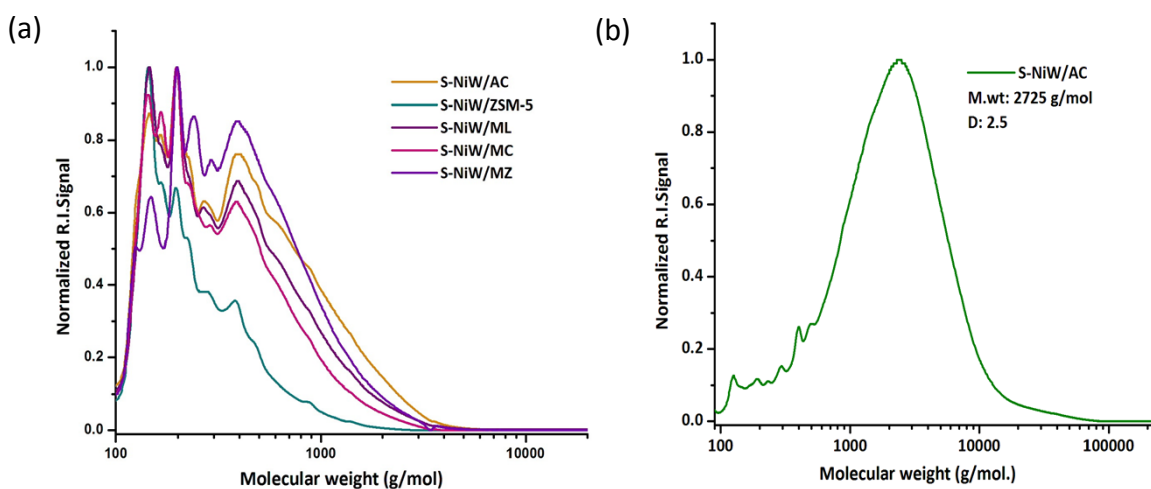 (a)
Normalized R.I.Signal
1.0
0.8
0.6
0.4
0.2
0.0
S-NiW/AC
S-NiW/ZSM-5
S-NiW/ML
S-NiW/MC
S-NiW/MZ
100
1000
10000
Molecular weight (g/mol)
(b)
Normalized R.I.Signal
1.0
0.8
0.6
0.4
0.2
0.0
S-NiW/AC
M.wt: 2725 g/mol
D: 2.5
100
1000
10000
100000
Molecular weight (g/mol.)